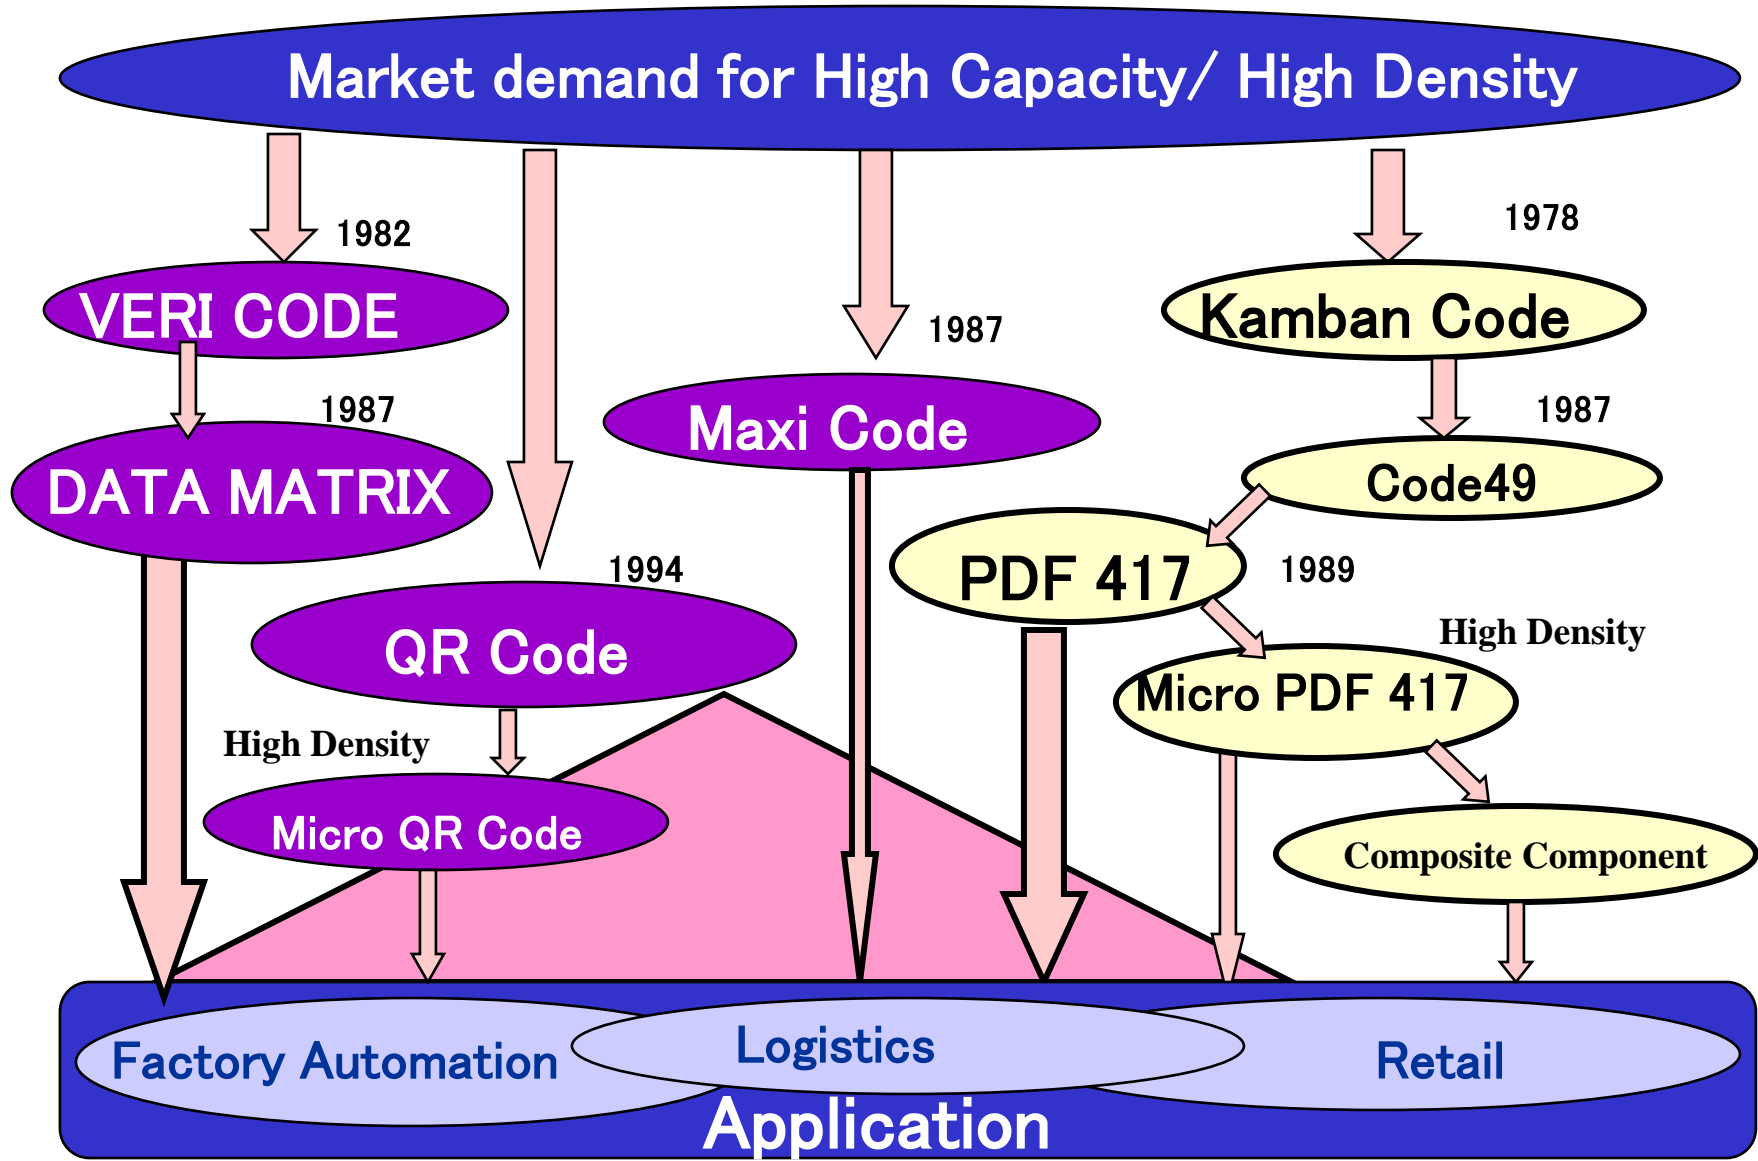 Market demand for High Capacity/ High Density
1982
1978
VERI CODE
1987
Kamban Code
1987
Maxi Code
1987
DATA MATRIX
Code49
1994
PDF 417
1989
QR Code
High Density
Micro PDF 417
High Density
Micro QR Code
Composite Component
Factory Automation
Logistics
Retail
Application